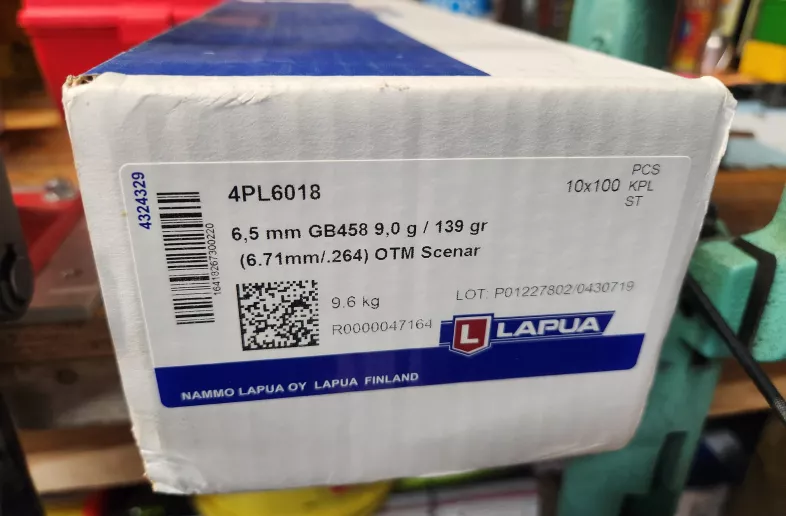 4324329
16418267300220
4PL6018
10x100 PCS
KPL
ST
6,5 mm GB458 9,0 g / 139 gr
(6.71mm/.264) OTM Scenar
9.6 kg
LOT: P01227802/0430719
R0000047164
L LAPUA
NAMMO LAPUA OY LAPUA FINLAND